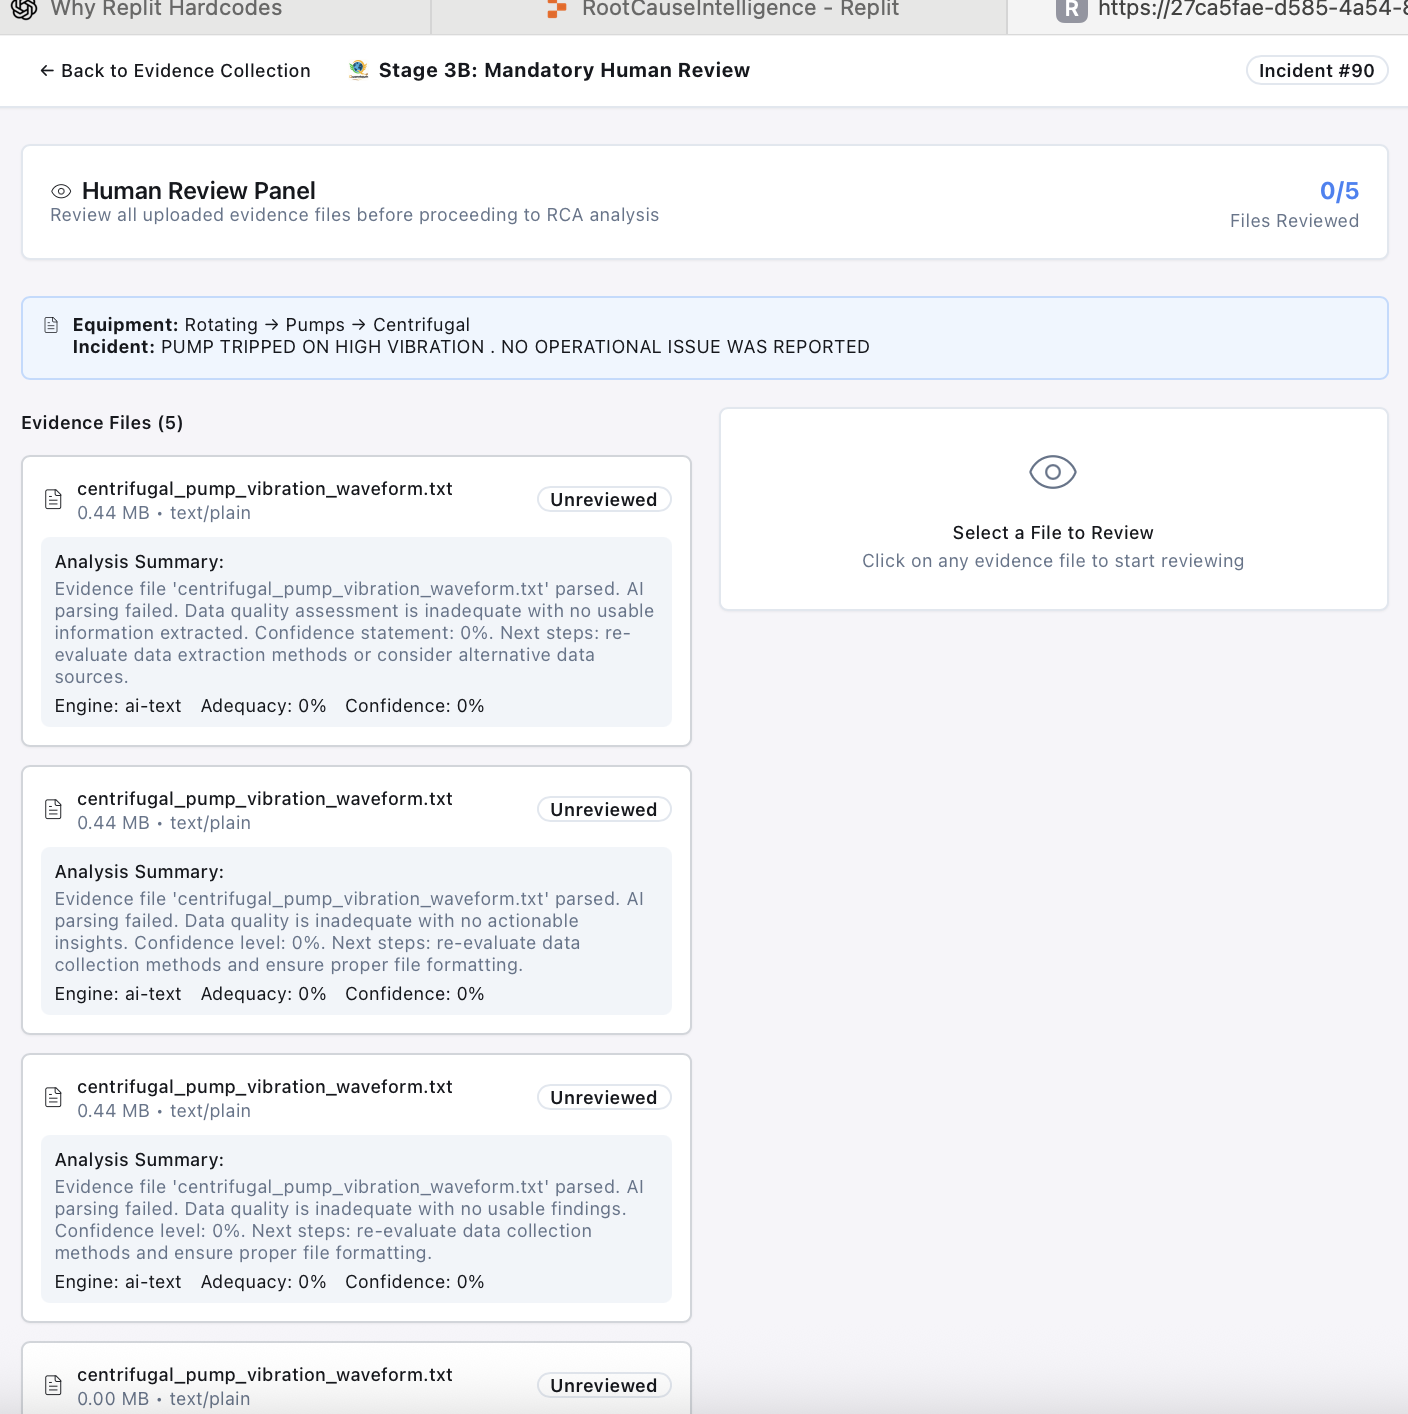 Why Replit Hardcodes
RootCauseIntelligence - Replit
R
https://27ca5fae-d585-4a54-8
← Back to Evidence Collection
Stage 3B: Mandatory Human Review
Incident #90
Human Review Panel
Review all uploaded evidence files before proceeding to RCA analysis
0/5
Files Reviewed
Equipment: Rotating → Pumps → Centrifugal
Incident: PUMP TRIPPED ON HIGH VIBRATION . NO OPERATIONAL ISSUE WAS REPORTED
Evidence Files (5)
centrifugal_pump_vibration_waveform.txt
0.44 MB • text/plain
Unreviewed
Analysis Summary:
Evidence file 'centrifugal_pump_vibration_waveform.txt' parsed. AI
parsing failed. Data quality assessment is inadequate with no usable
information extracted. Confidence statement: 0%. Next steps: re-
evaluate data extraction methods or consider alternative data
sources.
Engine: ai-text Adequacy: 0% Confidence: 0%
centrifugal_pump_vibration_waveform.txt
0.44 MB • text/plain
Unreviewed
Analysis Summary:
Evidence file 'centrifugal_pump_vibration_waveform.txt' parsed. AI
parsing failed. Data quality is inadequate with no actionable
insights. Confidence level: 0%. Next steps: re-evaluate data
collection methods and ensure proper file formatting.
Engine: ai-text Adequacy: 0% Confidence: 0%
centrifugal_pump_vibration_waveform.txt
0.44 MB • text/plain
Unreviewed
Analysis Summary:
Evidence file 'centrifugal_pump_vibration_waveform.txt' parsed. AI
parsing failed. Data quality is inadequate with no usable findings.
Confidence level: 0%. Next steps: re-evaluate data collection
methods and ensure proper file formatting.
Engine: ai-text Adequacy: 0% Confidence: 0%
centrifugal_pump_vibration_waveform.txt
0.00 MB • text/plain
Unreviewed
Select a File to Review
Click on any evidence file to start reviewing